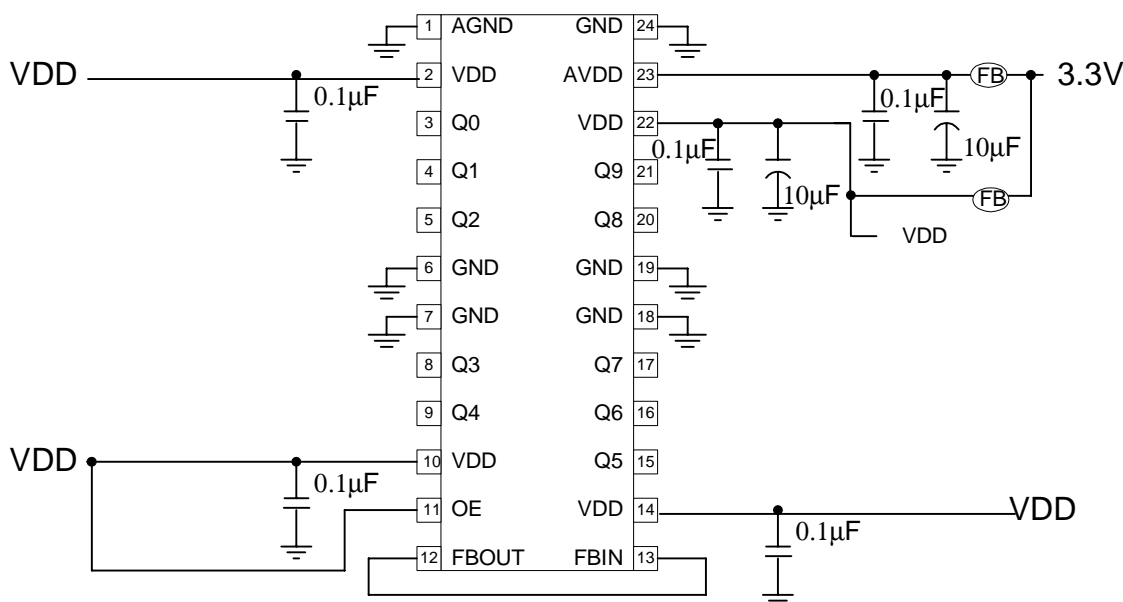 1 AGND GND 24
VDD 2 VDD AVDD 23 FB 3.3V
0.1µF 0.1µF
3 Q0 VDD 22
0.1µF 10µF
4 Q1 Q9 21
10µF FB
5 Q2 Q8 20
VDD
6 GND GND 19
7 GND GND 18
8 Q3 Q7 17
9 Q4 Q6 16
VDD 10 VDD Q5 15
0.1µF
11 OE VDD 14 VDD
0.1µF
12 FBOUT FBIN 13